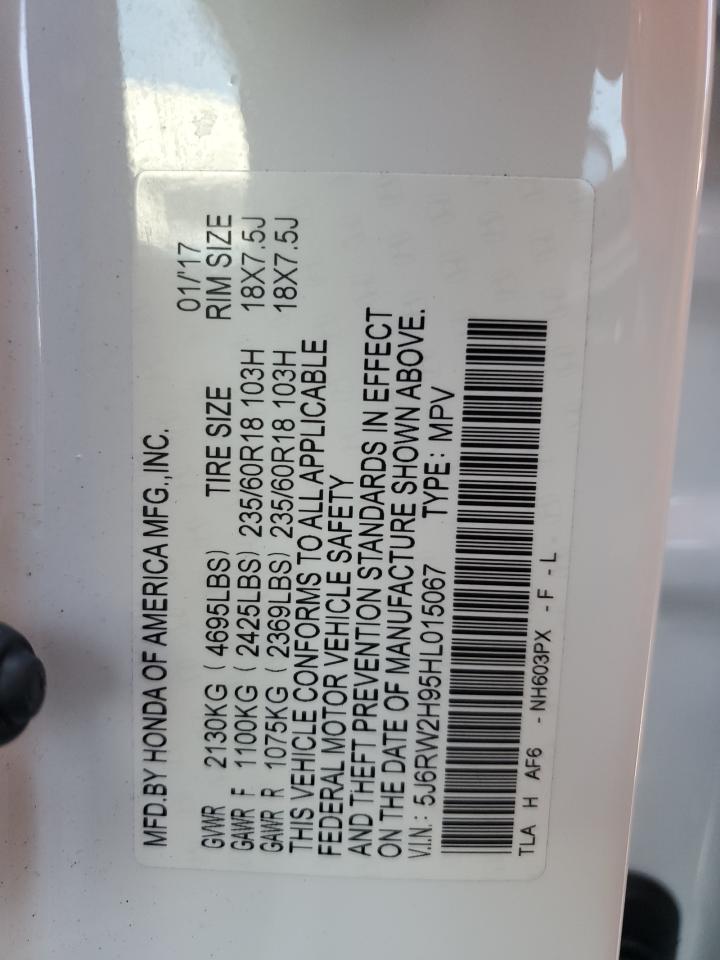 MFD.BY HONDA OF AMERICA MFG.,INC.
01/'17
GVWR 2130KG ( 4695LBS) TIRE SIZE RIM SIZE
GAWR F 1100KG ( 2425LBS) 235/60R18 103H 18X7.5J
GAWR R 1075KG ( 2369LBS) 235/60R18 103H 18X7.5J
THIS VEHICLE CONFORMS TO ALL APPLICABLE
FEDERAL MOTOR VEHICLE SAFETY
AND THEFT PREVENTION STANDARDS IN EFFECT
ON THE DATE OF MANUFACTURE SHOWN ABOVE.
V.I.N.: 5J6RW2H95HL015067 TYPE: MPV
TLA H AF6 - NH603PX - F - L